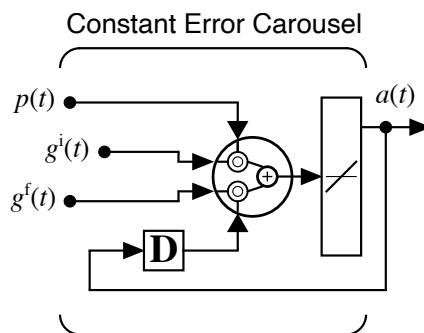 Constant Error Carousel
p(t)
a(t)
gⁱ(t)
gᶠ(t)
D